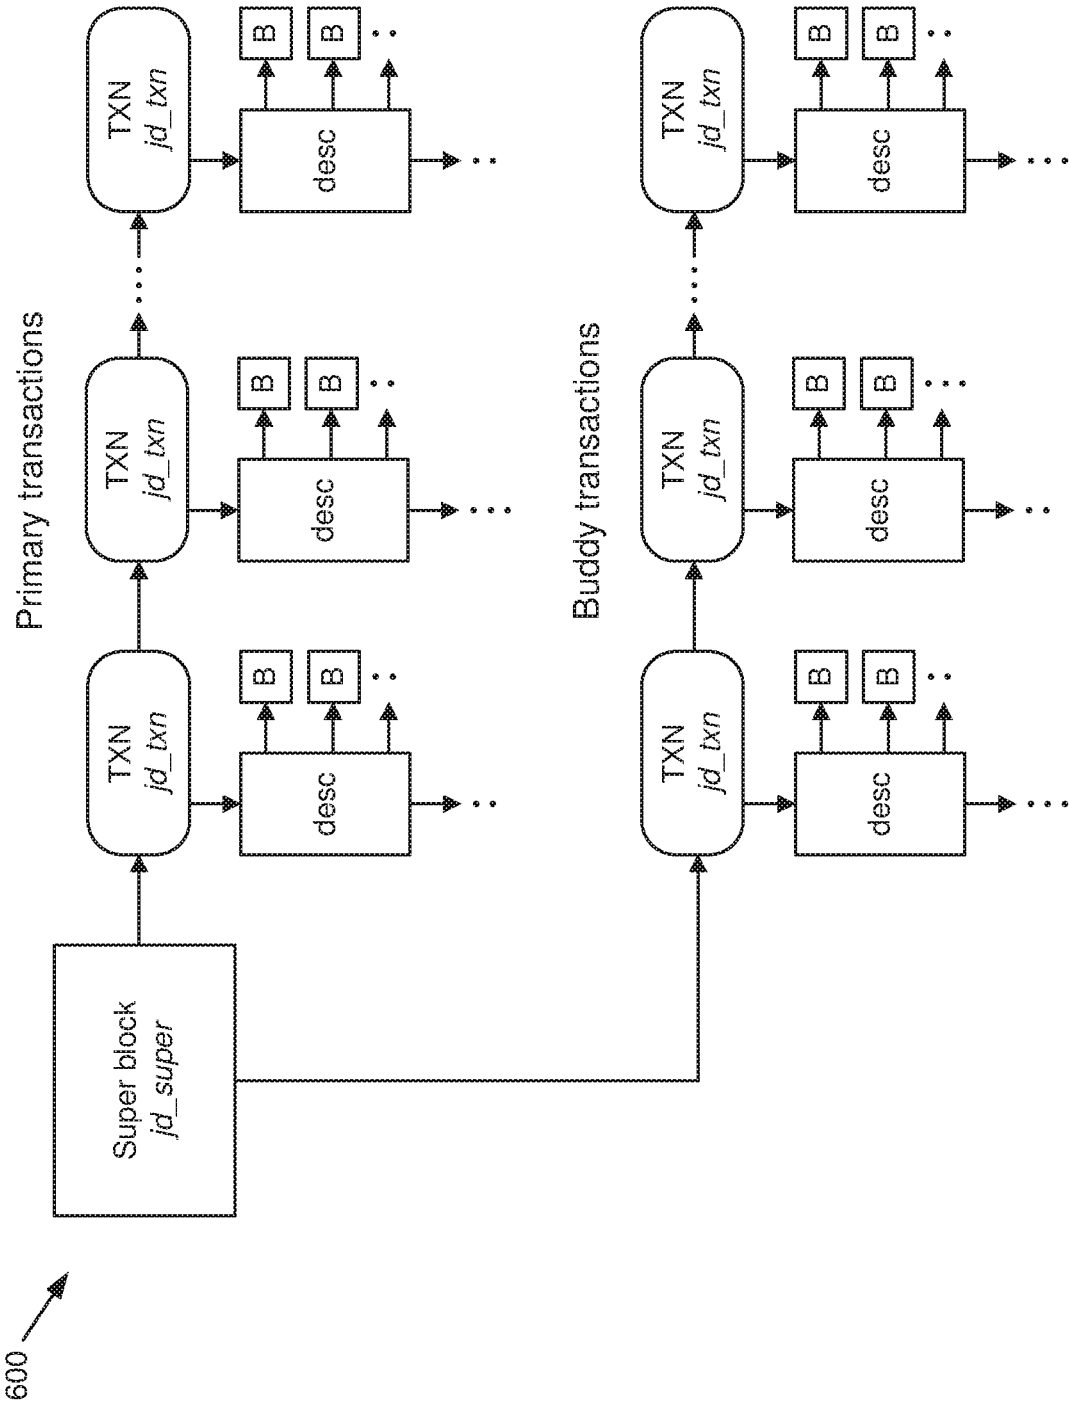 600
Super block
jd_super
Primary transactions
TXN
jd_txn
TXN
jd_txn
TXN
jd_txn
desc
B
B
desc
B
B
desc
B
B
Buddy transactions
TXN
jd_txn
TXN
jd_txn
TXN
jd_txn
desc
B
B
desc
B
B
desc
B
B